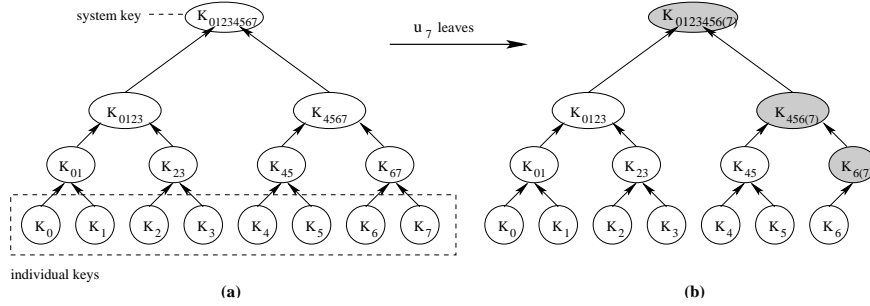 system key
K01234567
u7 leaves
K0123456(7)
K0123
K4567
K0123
K456(7)
K01
K23
K45
K67
K01
K23
K45
K6(7)
K0
K1
K2
K3
K4
K5
K6
K7
K0
K1
K2
K3
K4
K5
K6
individual keys
(a)
(b)